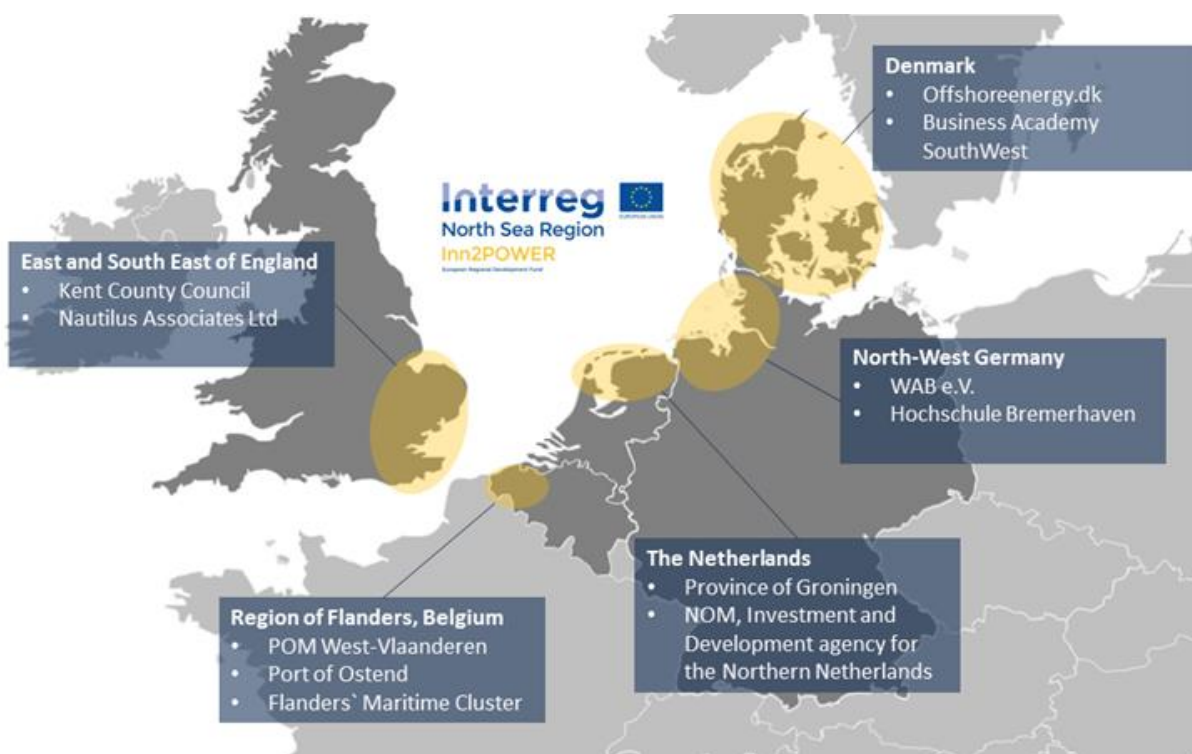 Denmark
• Offshoreenergy.dk
• Business Academy
SouthWest
Interreg
EUROPEAN UNION
North Sea Region
Inn2POWER
European Regional Development Fund
East and South East of England
• Kent County Council
• Nautilus Associates Ltd
North-West Germany
• WAB e.V.
• Hochschule Bremerhaven
The Netherlands
• Province of Groningen
• NOM, Investment and
Development agency for
the Northern Netherlands
Region of Flanders, Belgium
• POM West-Vlaanderen
• Port of Ostend
• Flanders` Maritime Cluster